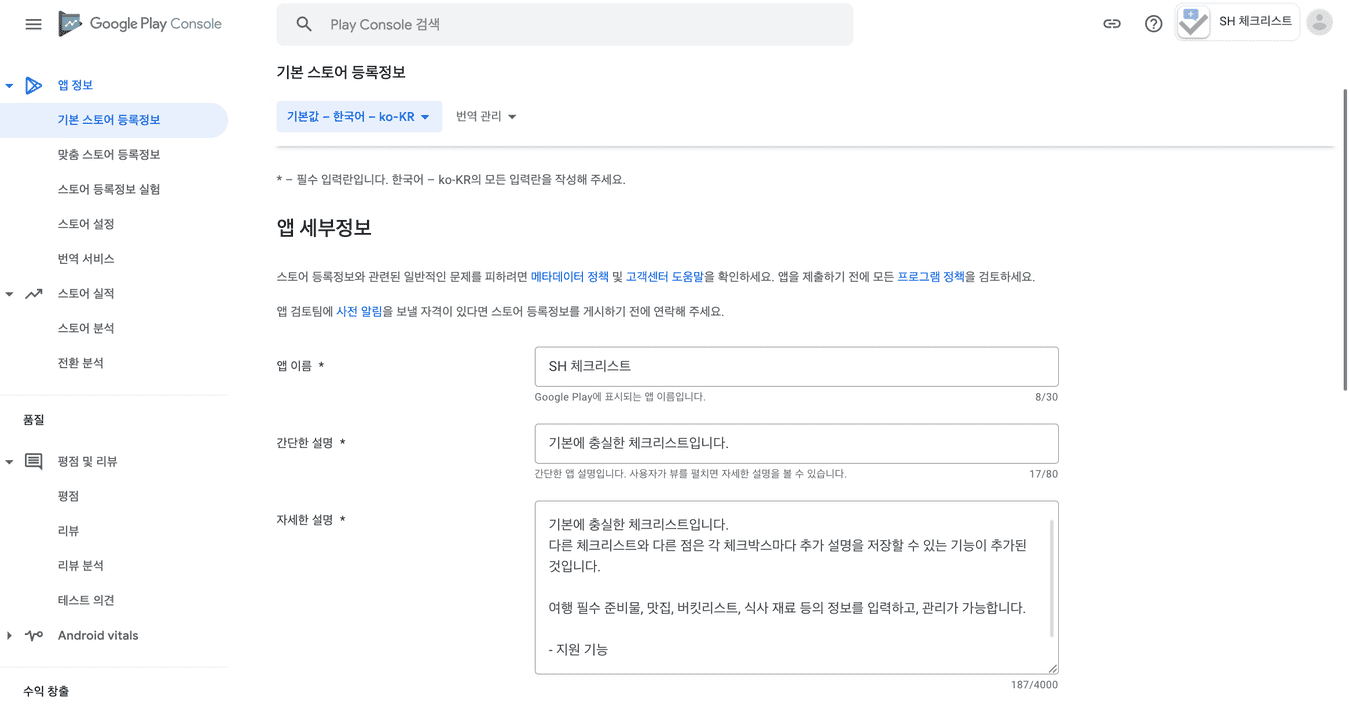 Google Play Console
Play Console 검색
SH 체크리스트
앱 정보
기본 스토어 등록정보
맞춤 스토어 등록정보
스토어 등록정보 실험
스토어 설정
번역 서비스
스토어 실적
스토어 분석
전환 분석
품질
평점 및 리뷰
평점
리뷰
리뷰 분석
테스트 의견
Android vitals
수익 창출
기본 스토어 등록정보
기본값 – 한국어 – ko-KR
번역 관리
* – 필수 입력란입니다. 한국어 – ko-KR의 모든 입력란을 작성해 주세요.
앱 세부정보
스토어 등록정보와 관련된 일반적인 문제를 피하려면 메타데이터 정책 및 고객센터 도움말을 확인하세요. 앱을 제출하기 전에 모든 프로그램 정책을 검토하세요.
앱 검토팀에 사전 알림을 보낼 자격이 있다면 스토어 등록정보를 게시하기 전에 연락해 주세요.
앱 이름 *
SH 체크리스트
Google Play에 표시되는 앱 이름입니다.
8/30
간단한 설명 *
기본에 충실한 체크리스트입니다.
간단한 앱 설명입니다. 사용자가 뷰를 펼치면 자세한 설명을 볼 수 있습니다.
17/80
자세한 설명 *
기본에 충실한 체크리스트입니다.
다른 체크리스트와 다른 점은 각 체크박스마다 추가 설명을 저장할 수 있는 기능이 추가된
것입니다.
여행 필수 준비물, 맛집, 버킷리스트, 식사 재료 등의 정보를 입력하고, 관리가 가능합니다.
- 지원 기능
187/4000